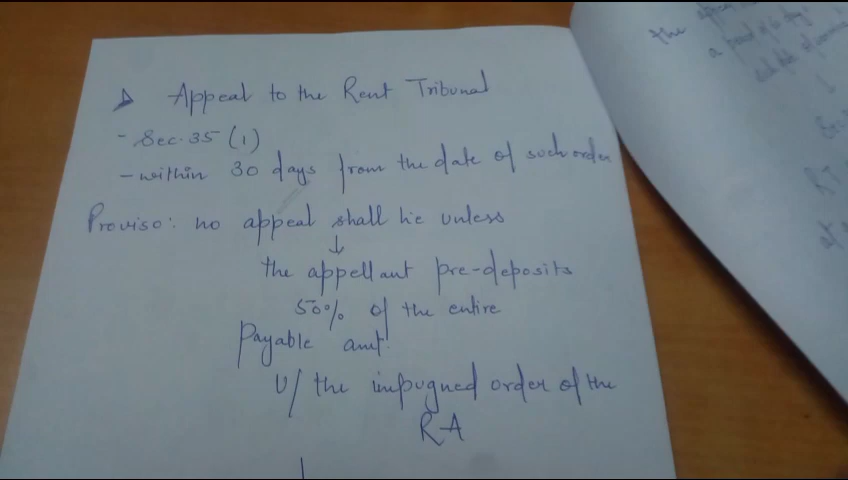 Appeal to the Rent Tribunal
- Sec. 35 (1)
- within 30 days from the date of such order
Proviso: no appeal shall lie unless
↓
the appellant pre-deposits
50% of the entire
Payable amt.
U/ the impugned order of the
RA
the
a
RT